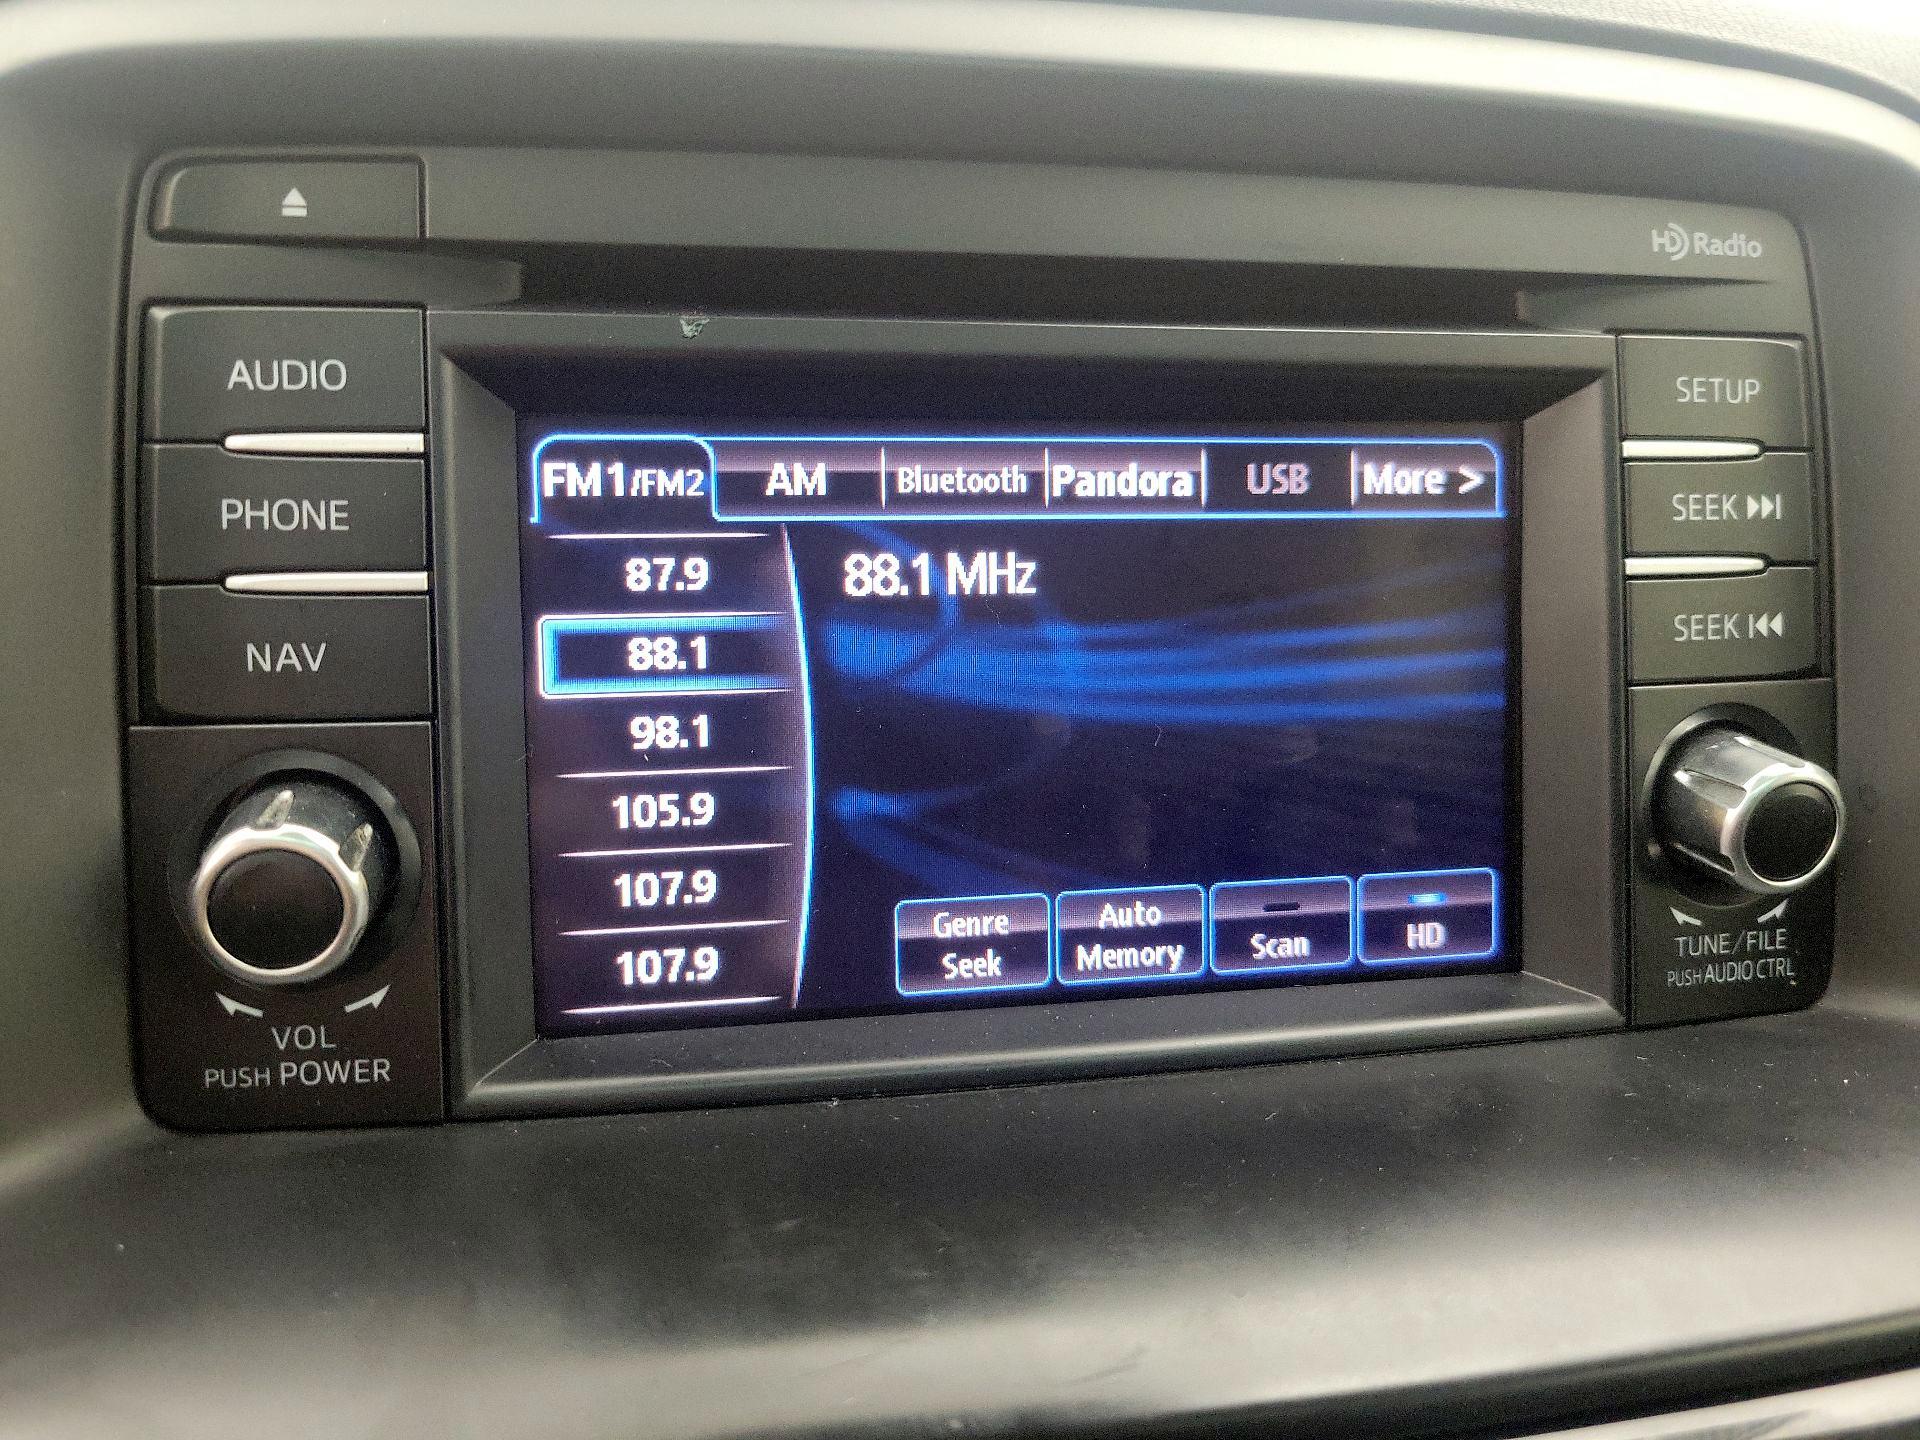 HD Radio
AUDIO
PHONE
NAV
VOL
PUSH POWER
FM1/FM2 AM Bluetooth Pandora USB More >
87.9
88.1
98.1
105.9
107.9
107.9
88.1 MHz
Genre
Seek
Auto
Memory
Scan
HD
SETUP
SEEK
SEEK
TUNE/FILE
PUSH AUDIO CTRL